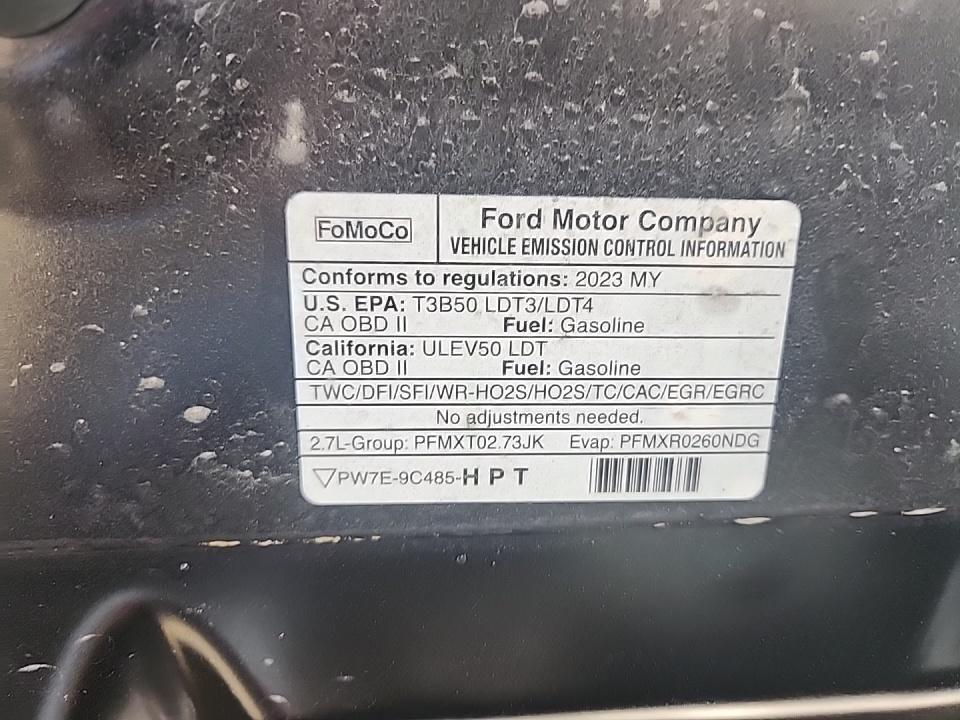 FoMoCo
Ford Motor Company
VEHICLE EMISSION CONTROL INFORMATION
Conforms to regulations: 2023 MY
U.S. EPA: T3B50 LDT3/LDT4
CA OBD II Fuel: Gasoline
California: ULEV50 LDT
CA OBD II Fuel: Gasoline
TWC/DFI/SFI/WR-HO2S/HO2S/TC/CAC/EGR/EGRC
No adjustments needed.
2.7L-Group: PFMXT02.73JK Evap: PFMXR0260NDG
▽PW7E-9C485-H P T